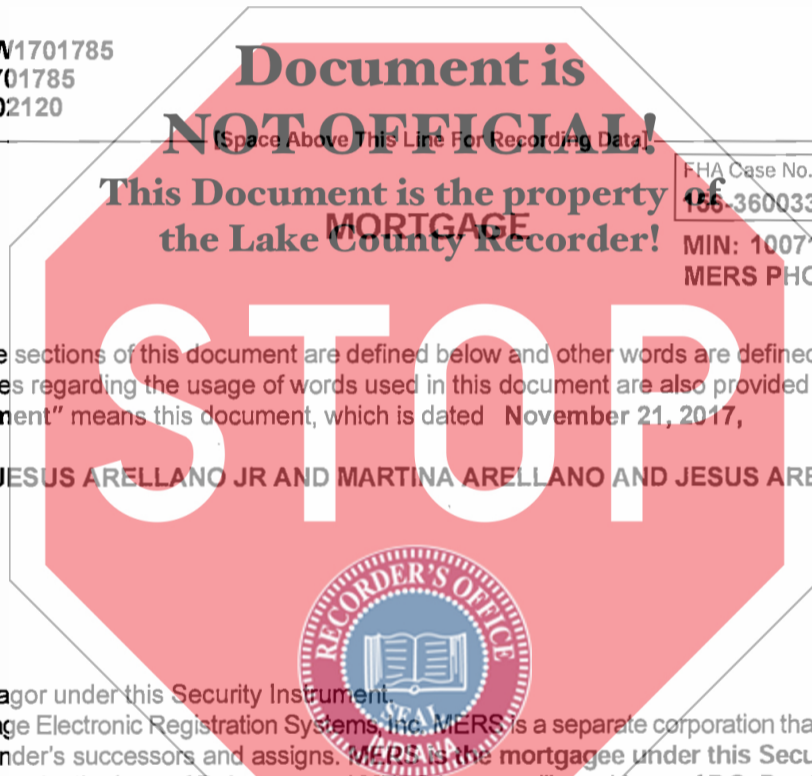 W1701785
701785
02120
Document is
NOT OFFICIAL!
[Space Above This Line For Recording Data]
FHA Case No.
156-360033
This Document is the property of
MORTGAGE
the Lake County Recorder!
MIN: 1007
MERS PHO
STOP
e sections of this document are defined below and other words are defined
es regarding the usage of words used in this document are also provided
ment" means this document, which is dated November 21, 2017,
JESUS ARELLANO JR AND MARTINA ARELLANO AND JESUS ARE
RECORDER'S OFFICE
SEAL
agor under this Security Instrument.
ge Electronic Registration Systems, Inc. MERS is a separate corporation tha
nder's successors and assigns. MERS is the mortgagee under this Secu